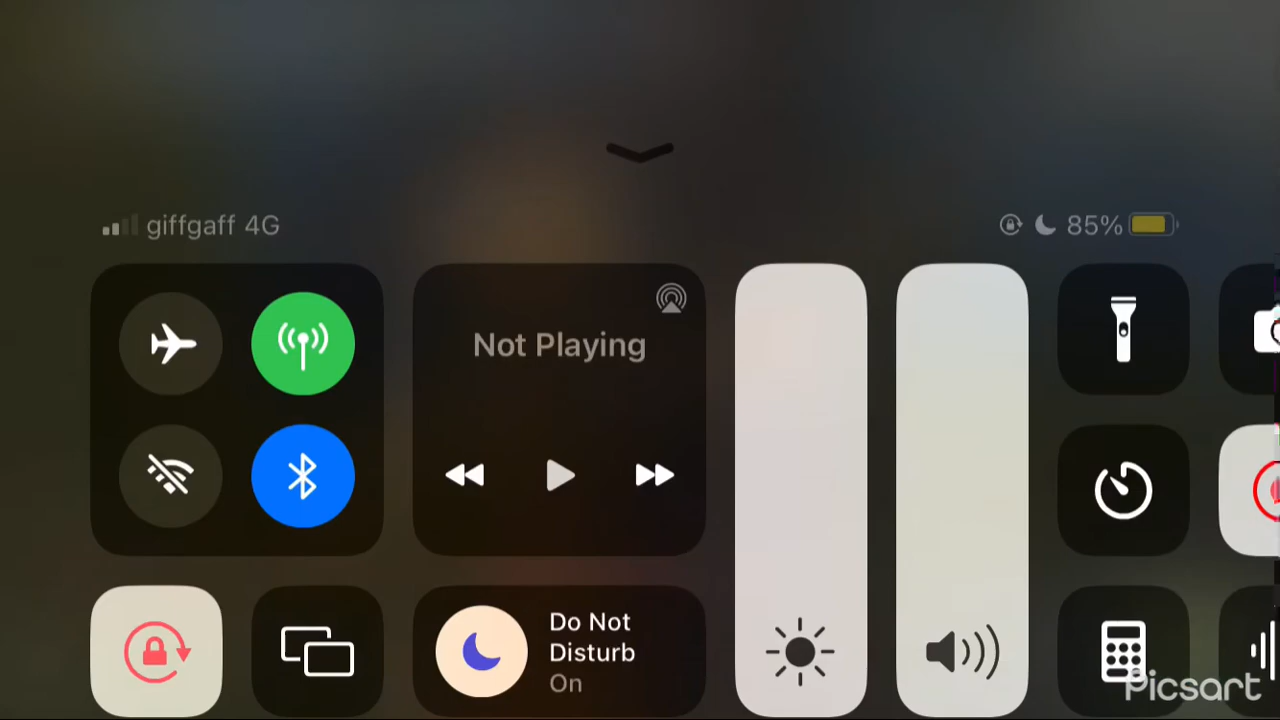 giffgaff 4G
85%
Not Playing
Do Not
Disturb
On
Picsart